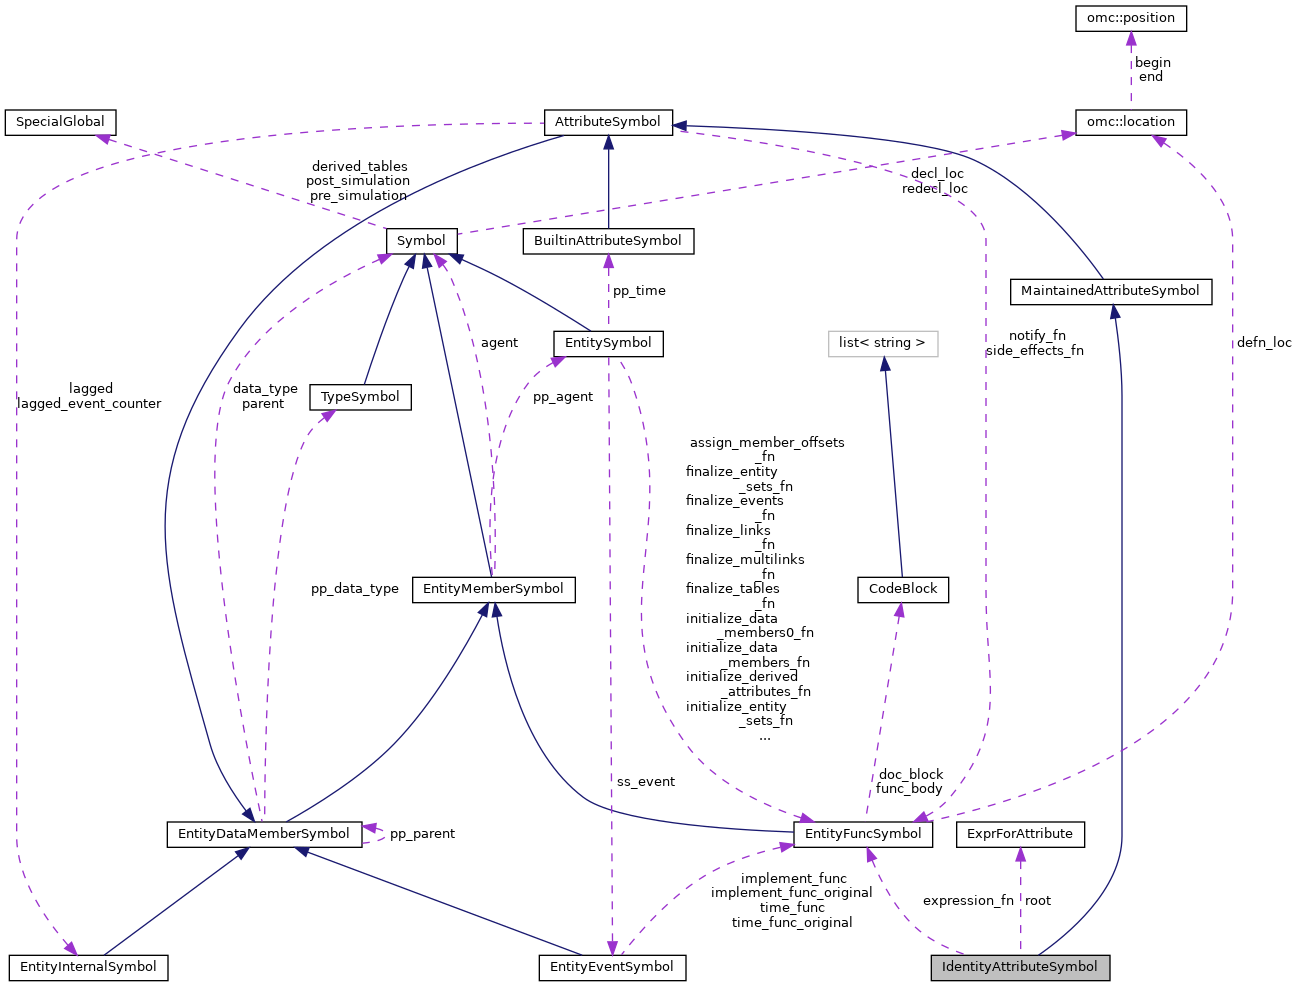 omc::position
begin
end
SpecialGlobal
AttributeSymbol
omc::location
derived_tables
post_simulation
pre_simulation
decl_loc
redecl_loc
Symbol
BuiltinAttributeSymbol
MaintainedAttributeSymbol
pp_time
EntitySymbol
list< string >
notify_fn
side_effects_fn
defn_loc
agent
lagged
lagged_event_counter
data_type
parent
TypeSymbol
pp_agent
assign_member_offsets
_fn
finalize_entity
_sets_fn
finalize_events
_fn
finalize_links
_fn
finalize_multilinks
_fn
finalize_tables
_fn
initialize_data
_members0_fn
initialize_data
_members_fn
initialize_derived
_attributes_fn
initialize_entity
_sets_fn
...
pp_data_type
EntityMemberSymbol
CodeBlock
ss_event
doc_block
func_body
EntityDataMemberSymbol
pp_parent
EntityFuncSymbol
ExprForAttribute
implement_func
implement_func_original
time_func
time_func_original
expression_fn
root
EntityInternalSymbol
EntityEventSymbol
IdentityAttributeSymbol